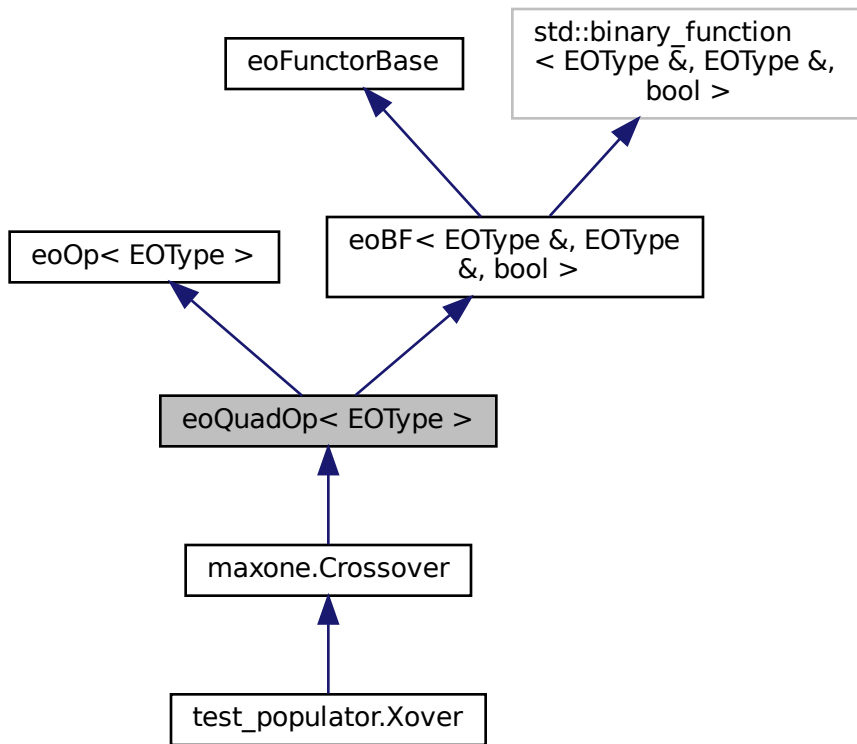 eoFunctorBase
std::binary_function
< EOType &, EOType &,
bool >
eoOp< EOType >
eoBF< EOType &, EOType
&, bool >
eoQuadOp< EOType >
maxone.Crossover
test_populator.Xover